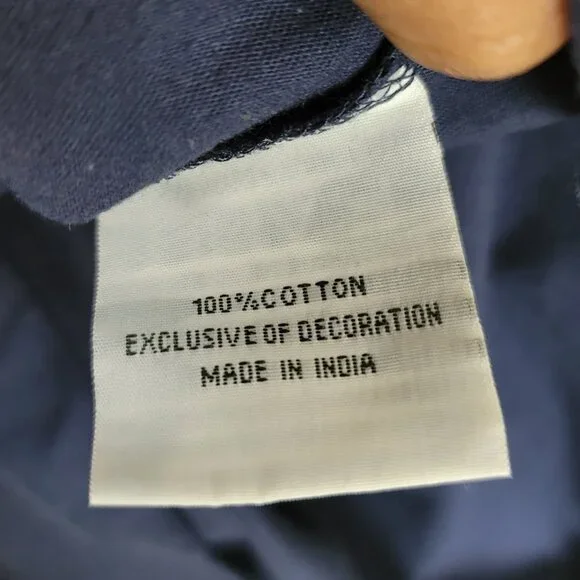 100%COTTON
EXCLUSIVE OF DECORATION
MADE IN INDIA